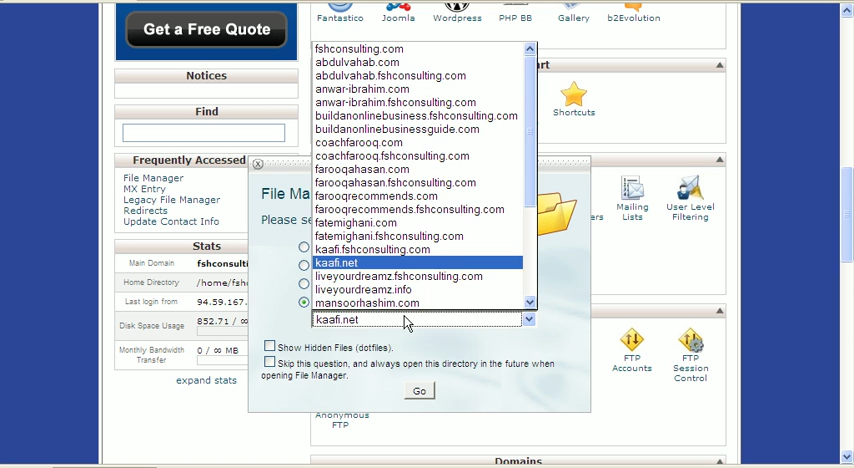 Get a Free Quote
Notices
Find
Frequently Accessed
File Manager
MX Entry
Legacy File Manager
Redirects
Update Contact Info
Stats
Main Domain fshconsulti
Home Directory /home/fshc
Last login from 94.59.167.
Disk Space Usage 852.71 / ∞
Monthly Bandwidth Transfer 0 / ∞ MB
expand stats
Fantastico
Joomla
Wordpress
PHP BB
Gallery
b2Evolution
art
Shortcuts
fshconsulting.com
abdulvahab.com
abdulvahab.fshconsulting.com
anwar-ibrahim.com
anwar-ibrahim.fshconsulting.com
buildanonlinebusiness.fshconsulting.com
buildanonlinebusinessguide.com
coachfarooq.com
coachfarooq.fshconsulting.com
farooqahasan.com
farooqahasan.fshconsulting.com
farooqrecommends.com
farooqrecommends.fshconsulting.com
fatemighani.com
fatemighani.fshconsulting.com
kaafi.fshconsulting.com
kaafi.net
liveyourdreamz.fshconsulting.com
liveyourdreamz.info
mansoorhashim.com
File Ma
Please se
kaafi.net
Show Hidden Files (dotfiles).
Skip this question, and always open this directory in the future when
opening File Manager.
Go
ers
Mailing
Lists
User Level
Filtering
FTP
Accounts
FTP
Session
Control
Anonymous
FTP
Domains